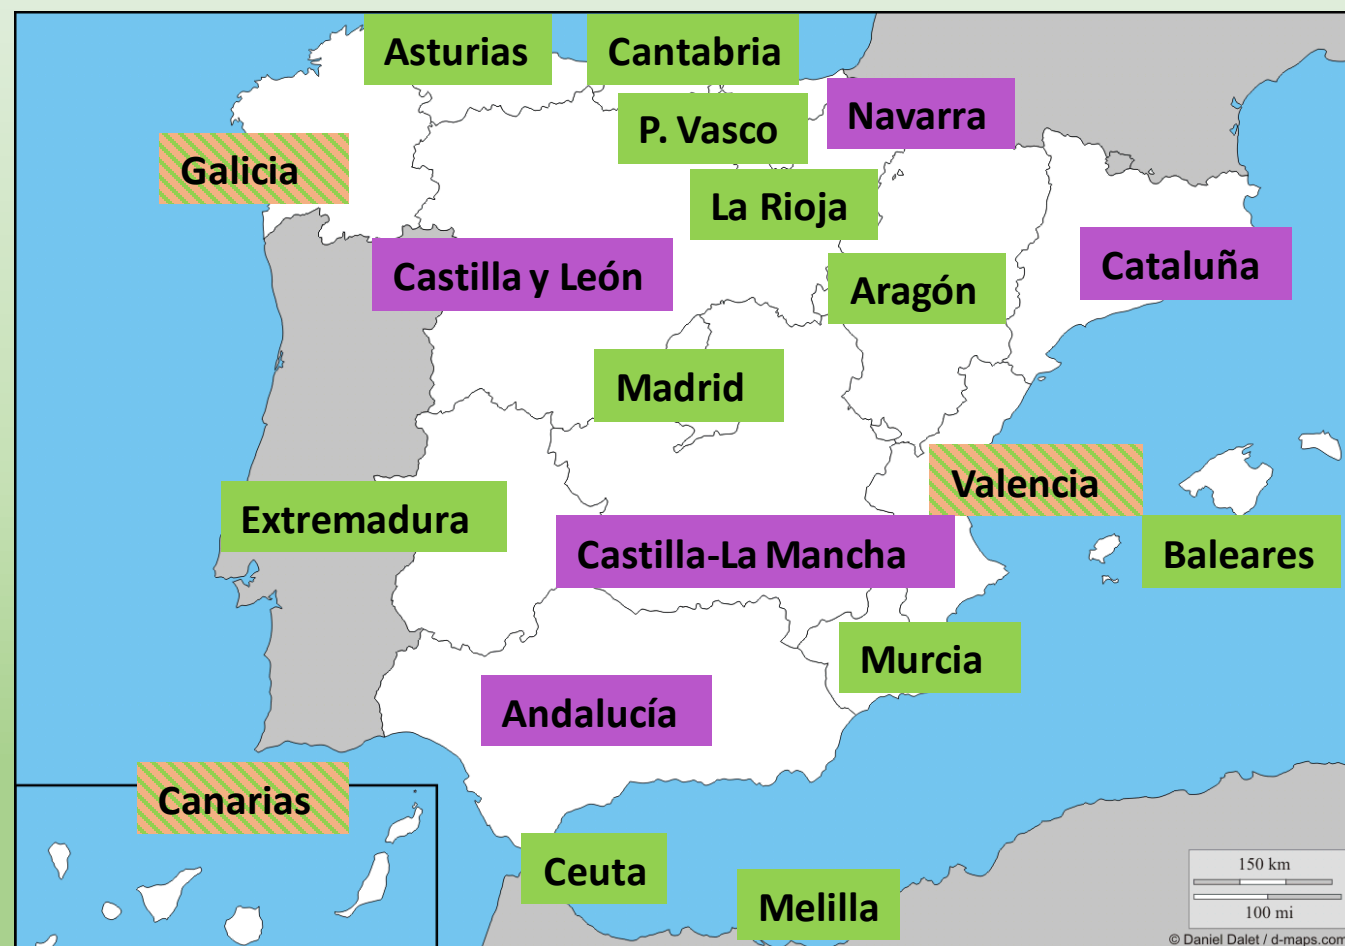 Asturias
Cantabria
Navarra
P. Vasco
Galicia
La Rioja
Castilla y León
Cataluña
Aragón
Madrid
Valencia
Extremadura
Castilla-La Mancha
Baleares
Murcia
Andalucía
Canarias
Ceuta
Melilla
150 km
100 mi
© Daniel Dalet / d-maps.com